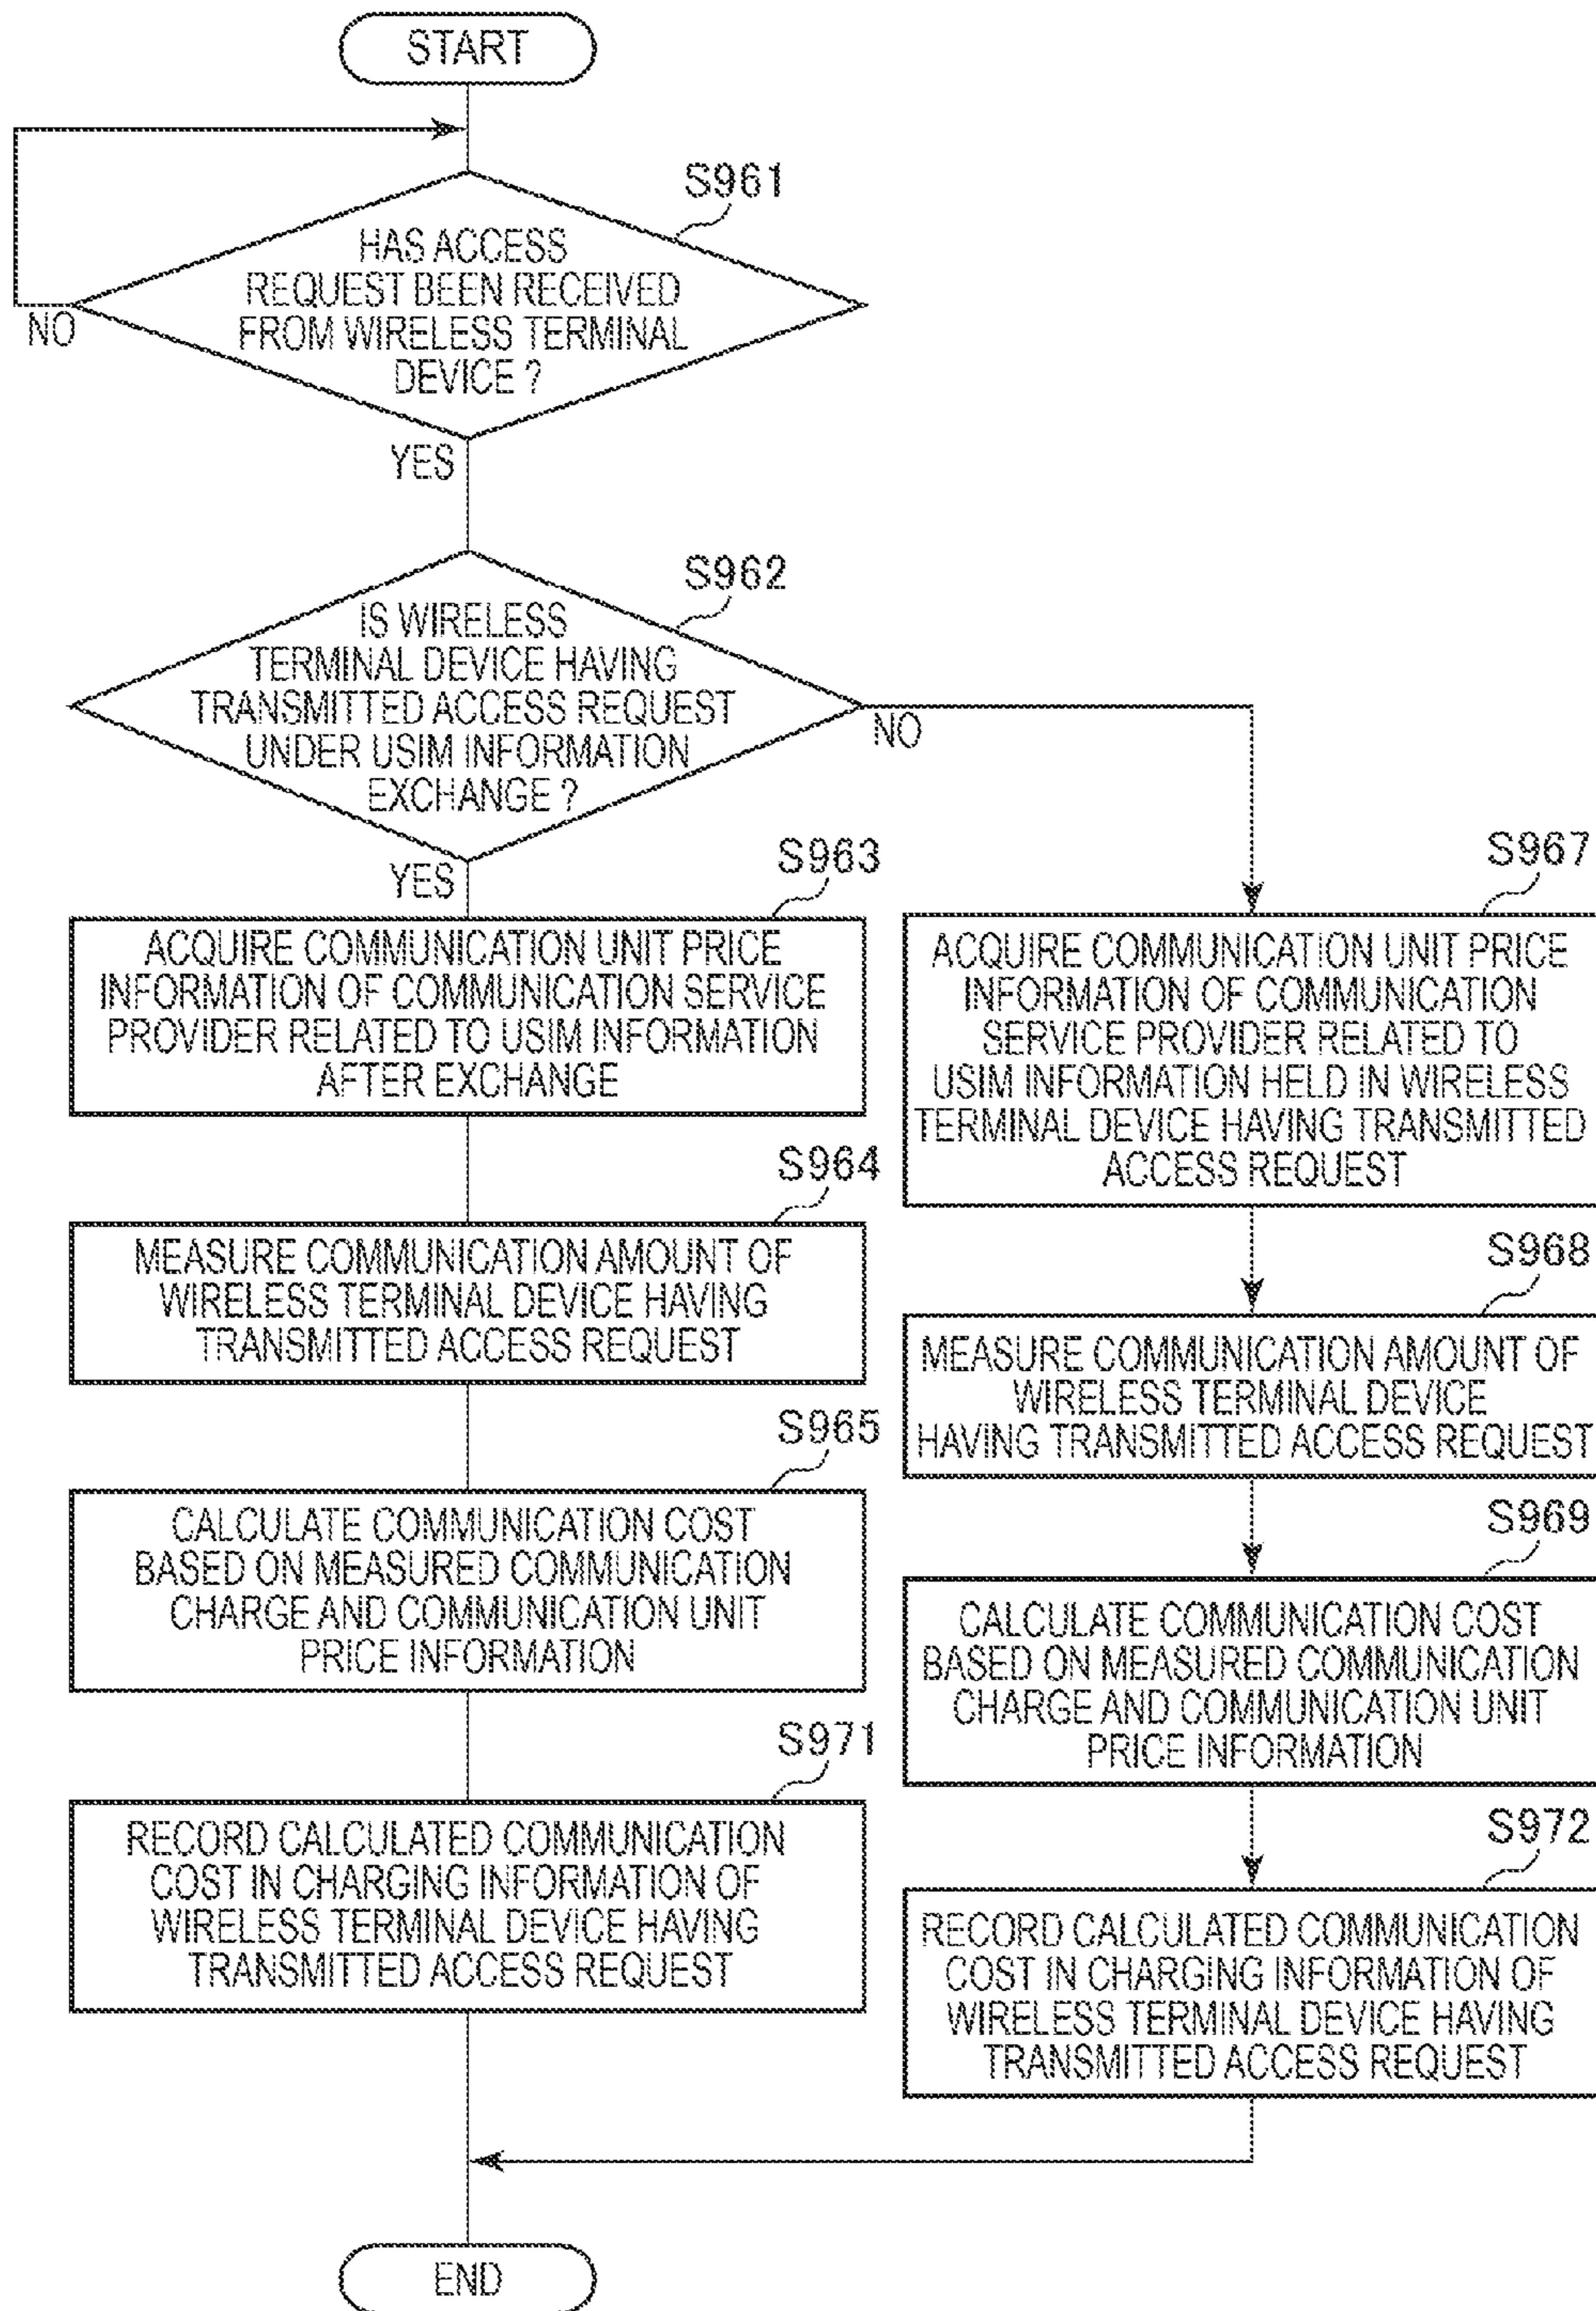 START
S961
HAS ACCESS
REQUEST BEEN RECEIVED
FROM WIRELESS TERMINAL
DEVICE ?
NO
YES
S962
IS WIRELESS
TERMINAL DEVICE HAVING
TRANSMITTED ACCESS REQUEST
UNDER USIM INFORMATION
EXCHANGE ?
NO
YES
S963
ACQUIRE COMMUNICATION UNIT PRICE
INFORMATION OF COMMUNICATION SERVICE
PROVIDER RELATED TO USIM INFORMATION
AFTER EXCHANGE
S964
MEASURE COMMUNICATION AMOUNT OF
WIRELESS TERMINAL DEVICE HAVING
TRANSMITTED ACCESS REQUEST
S965
CALCULATE COMMUNICATION COST
BASED ON MEASURED COMMUNICATION
CHARGE AND COMMUNICATION UNIT
PRICE INFORMATION
S971
RECORD CALCULATED COMMUNICATION
COST IN CHARGING INFORMATION OF
WIRELESS TERMINAL DEVICE HAVING
TRANSMITTED ACCESS REQUEST
S967
ACQUIRE COMMUNICATION UNIT PRICE
INFORMATION OF COMMUNICATION
SERVICE PROVIDER RELATED TO
USIM INFORMATION HELD IN WIRELESS
TERMINAL DEVICE HAVING TRANSMITTED
ACCESS REQUEST
S968
MEASURE COMMUNICATION AMOUNT OF
WIRELESS TERMINAL DEVICE
HAVING TRANSMITTED ACCESS REQUEST
S969
CALCULATE COMMUNICATION COST
BASED ON MEASURED COMMUNICATION
CHARGE AND COMMUNICATION UNIT
PRICE INFORMATION
S972
RECORD CALCULATED COMMUNICATION
COST IN CHARGING INFORMATION OF
WIRELESS TERMINAL DEVICE HAVING
TRANSMITTED ACCESS REQUEST
END